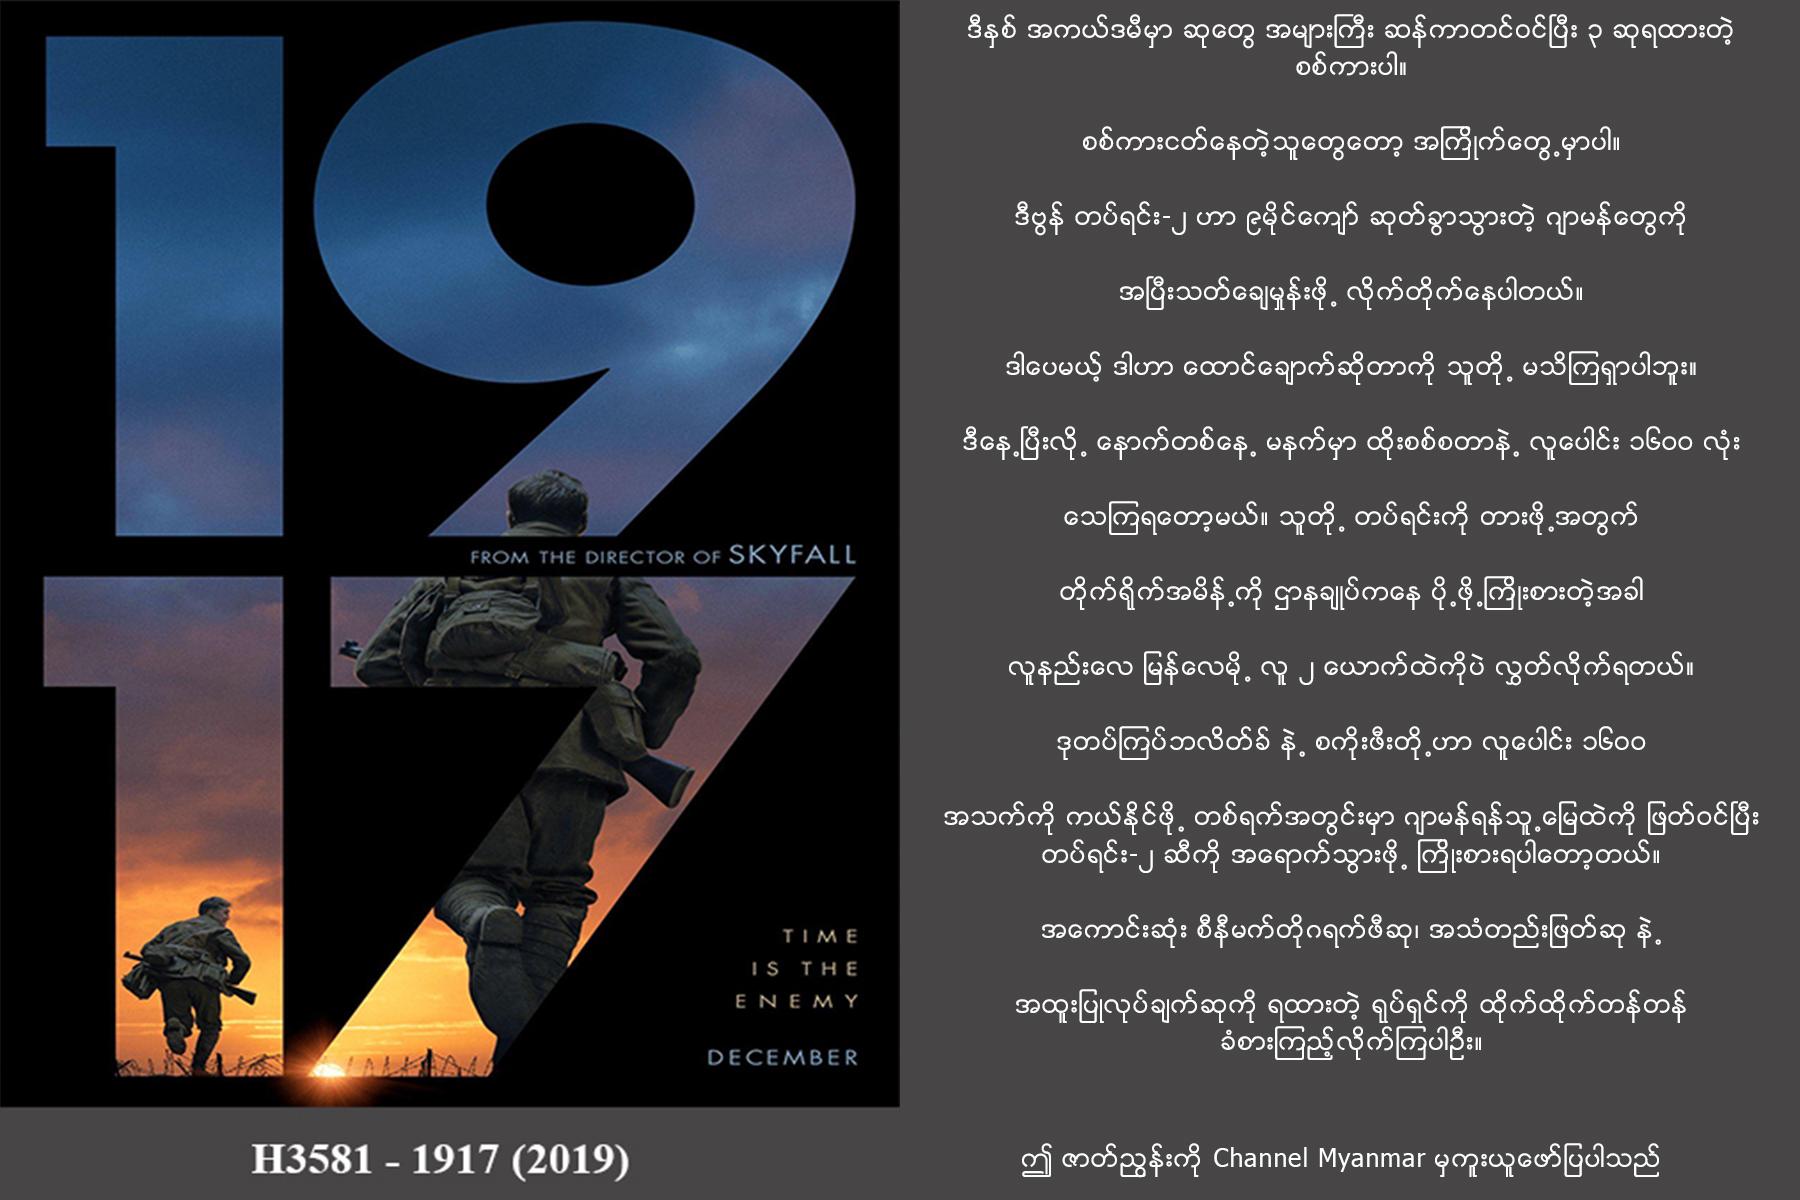 1917
FROM THE DIRECTOR OF SKYFALL
TIME
IS THE
ENEMY
DECEMBER
H3581 - 1917 (2019)
ဒီနှစ် အကယ်ဒမီမှာ ဆုတွေ အများကြီး ဆန်ကာတင်ဝင်ပြီး ၃ ဆုရထားတဲ့
စစ်ကားပါ။
စစ်ကားငတ်နေတဲ့သူတွေတော့ အကြိုက်တွေ့မှာပါ။
ဒီဗွန် တပ်ရင်း-၂ ဟာ ၉မိုင်ကျော် ဆုတ်ခွာသွားတဲ့ ဂျာမန်တွေကို
အပြီးသတ်ချေမှုန်းဖို့ လိုက်တိုက်နေပါတယ်။
ဒါပေမယ့် ဒါဟာ ထောင်ချောက်ဆိုတာကို သူတို့ မသိကြရှာပါဘူး။
ဒီနေ့ပြီးလို့ နောက်တစ်နေ့ မနက်မှာ ထိုးစစ်စတာနဲ့ လူပေါင်း ၁၆၀၀ လုံး
သေကြရတော့မယ်။ သူတို့ တပ်ရင်းကို တားဖို့အတွက်
တိုက်ရိုက်အမိန့်ကို ဌာနချုပ်ကနေ ပို့ဖို့ကြိုးစားတဲ့အခါ
လူနည်းလေ မြန်လေမို့ လူ ၂ ယောက်ထဲကိုပဲ လွှတ်လိုက်ရတယ်။
ဒုတပ်ကြပ်ဘလိတ်ခ် နဲ့ စကိုးဖီးတို့ဟာ လူပေါင်း ၁၆၀၀
အသက်ကို ကယ်နိုင်ဖို့ တစ်ရက်အတွင်းမှာ ဂျာမန်ရန်သူ့မြေထဲကို ဖြတ်ဝင်ပြီး
တပ်ရင်း-၂ ဆီကို အရောက်သွားဖို့ ကြိုးစားရပါတော့တယ်။
အကောင်းဆုံး စီနီမက်တိုဂရက်ဖီဆု၊ အသံတည်းဖြတ်ဆု နဲ့
အထူးပြုလုပ်ချက်ဆုကို ရထားတဲ့ ရုပ်ရှင်ကို ထိုက်ထိုက်တန်တန်
ခံစားကြည့်လိုက်ကြပါဦး။
ဤ ဇာတ်ညွှန်းကို Channel Myanmar မှကူးယူဖော်ပြပါသည်